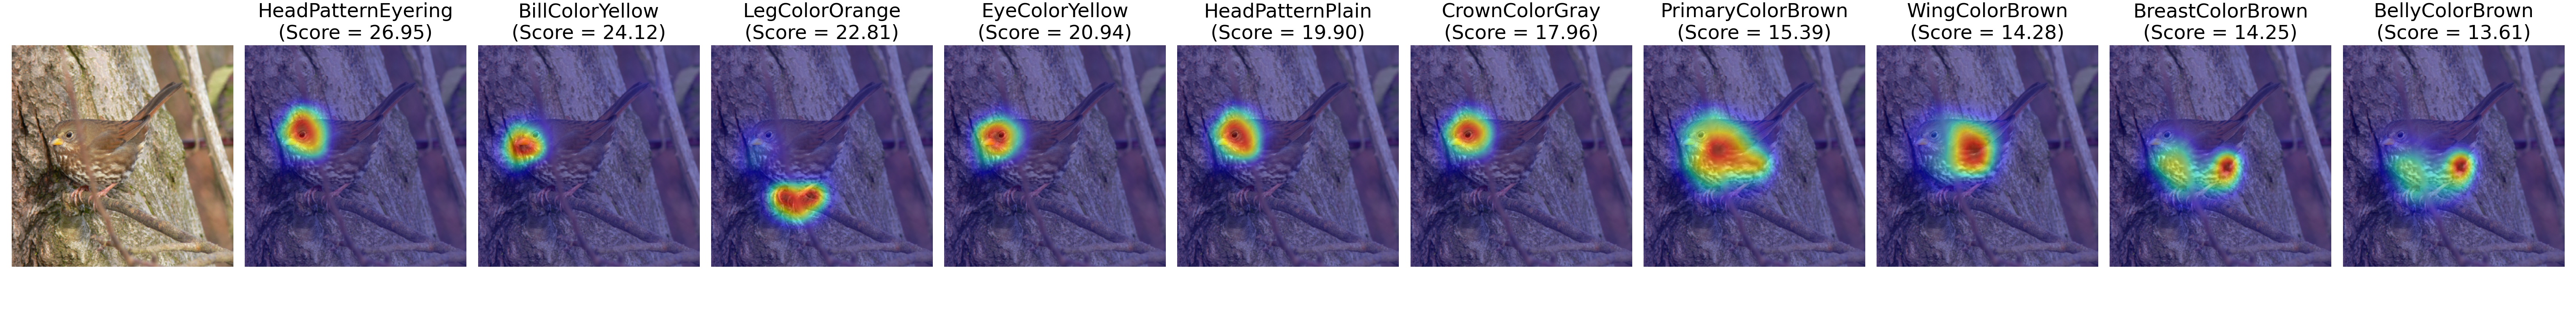 HeadPatternEyering
(Score = 26.95)
BillColorYellow
(Score = 24.12)
LegColorOrange
(Score = 22.81)
EyeColorYellow
(Score = 20.94)
HeadPatternPlain
(Score = 19.90)
CrownColorGray
(Score = 17.96)
PrimaryColorBrown
(Score = 15.39)
WingColorBrown
(Score = 14.28)
BreastColorBrown
(Score = 14.25)
BellyColorBrown
(Score = 13.61)